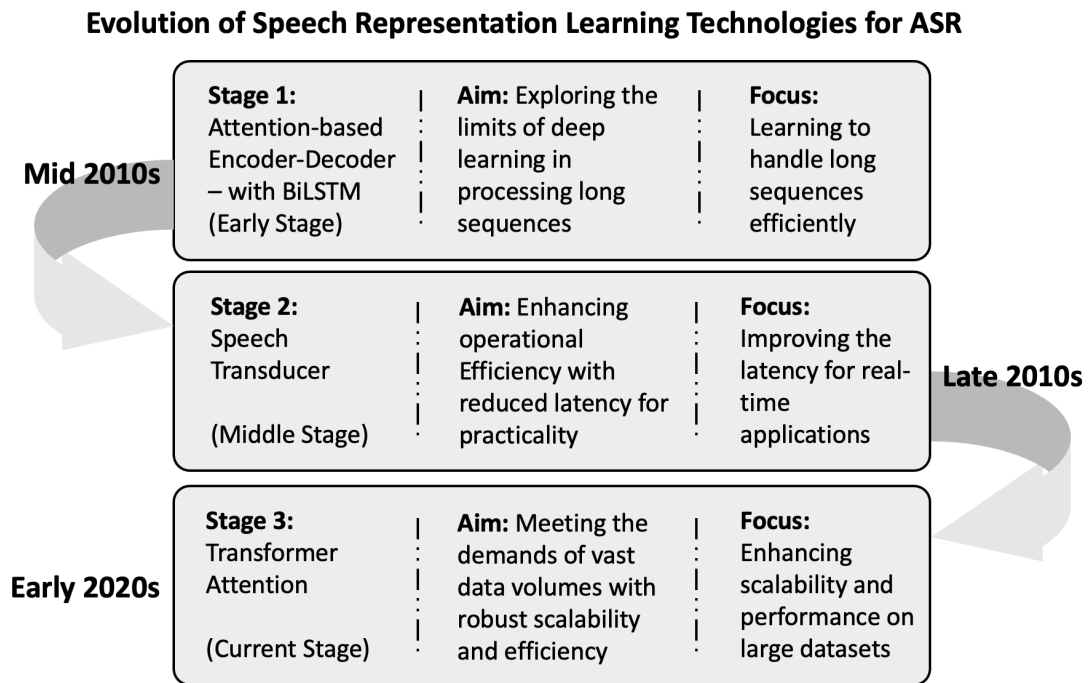 Evolution of Speech Representation Learning Technologies for ASR
Mid 2010s
Stage 1:
Attention-based
Encoder-Decoder
– with BiLSTM
(Early Stage)
Aim: Exploring the
limits of deep
learning in
processing long
sequences
Focus:
Learning to
handle long
sequences
efficiently
Stage 2:
Speech
Transducer
(Middle Stage)
Aim: Enhancing
operational
Efficiency with
reduced latency for
practicality
Focus:
Improving the
latency for real-
time
applications
Late 2010s
Early 2020s
Stage 3:
Transformer
Attention
(Current Stage)
Aim: Meeting the
demands of vast
data volumes with
robust scalability
and efficiency
Focus:
Enhancing
scalability and
performance on
large datasets